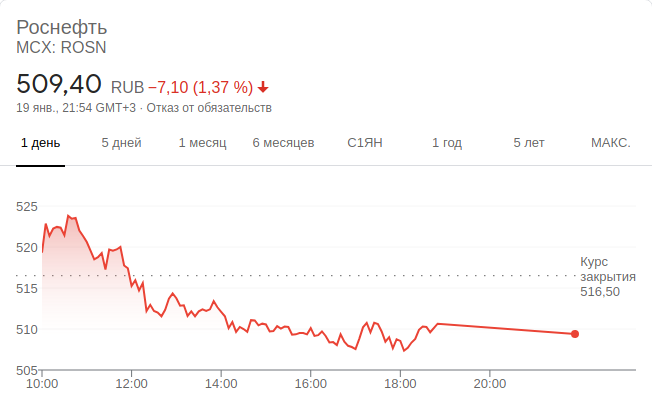 Роснефть
MCX: ROSN
509,40 RUB −7,10 (1,37 %)
19 янв., 21:54 GMT+3 · Отказ от обязательств
1 день 5 дней 1 месяц 6 месяцев С1ЯН 1 год 5 лет МАКС.
525
520
Курс
закрытия
516,50
515
510
505
10:00 12:00 14:00 16:00 18:00 20:00